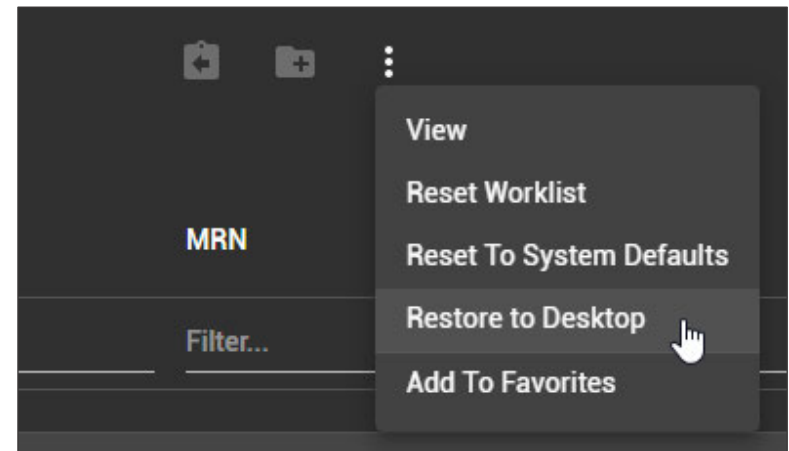 View
Reset Worklist
MRN
Reset To System Defaults
Restore to Desktop
Filter...
Add To Favorites